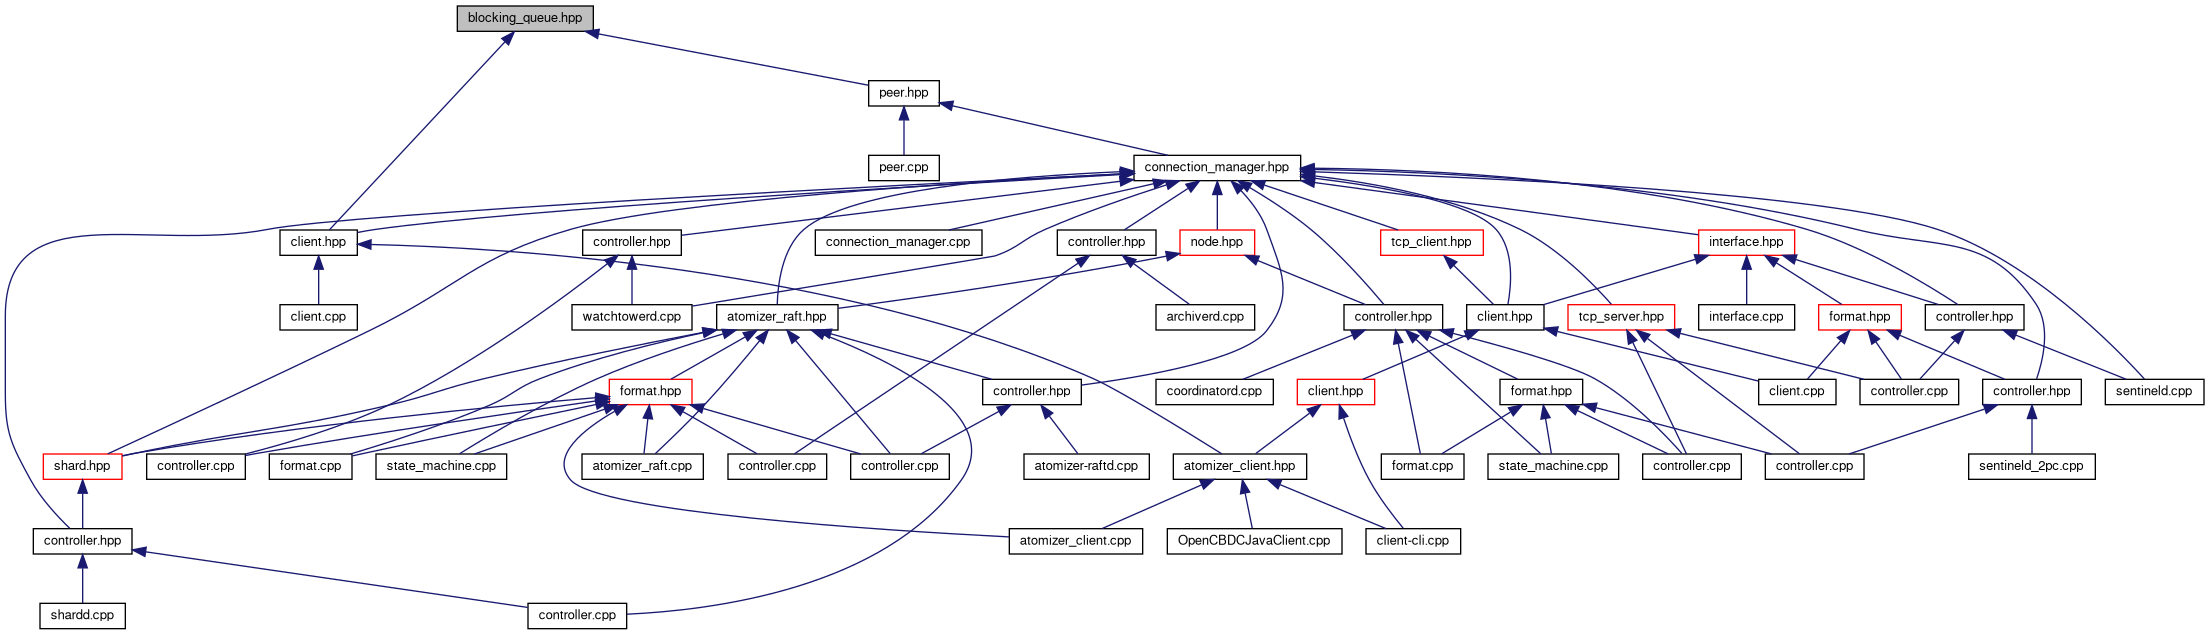 blocking_queue.hpp
peer.hpp
peer.cpp
connection_manager.hpp
client.hpp
controller.hpp
connection_manager.cpp
controller.hpp
node.hpp
tcp_client.hpp
interface.hpp
client.cpp
watchtowerd.cpp
atomizer_raft.hpp
archiverd.cpp
controller.hpp
client.hpp
tcp_server.hpp
interface.cpp
format.hpp
controller.hpp
format.hpp
controller.hpp
coordinatord.cpp
client.hpp
format.hpp
client.cpp
controller.cpp
controller.hpp
sentineld.cpp
shard.hpp
controller.cpp
format.cpp
state_machine.cpp
atomizer_raft.cpp
controller.cpp
controller.cpp
atomizer-raftd.cpp
atomizer_client.hpp
format.cpp
state_machine.cpp
controller.cpp
controller.cpp
sentineld_2pc.cpp
controller.hpp
atomizer_client.cpp
OpenCBDCJavaClient.cpp
client-cli.cpp
shardd.cpp
controller.cpp